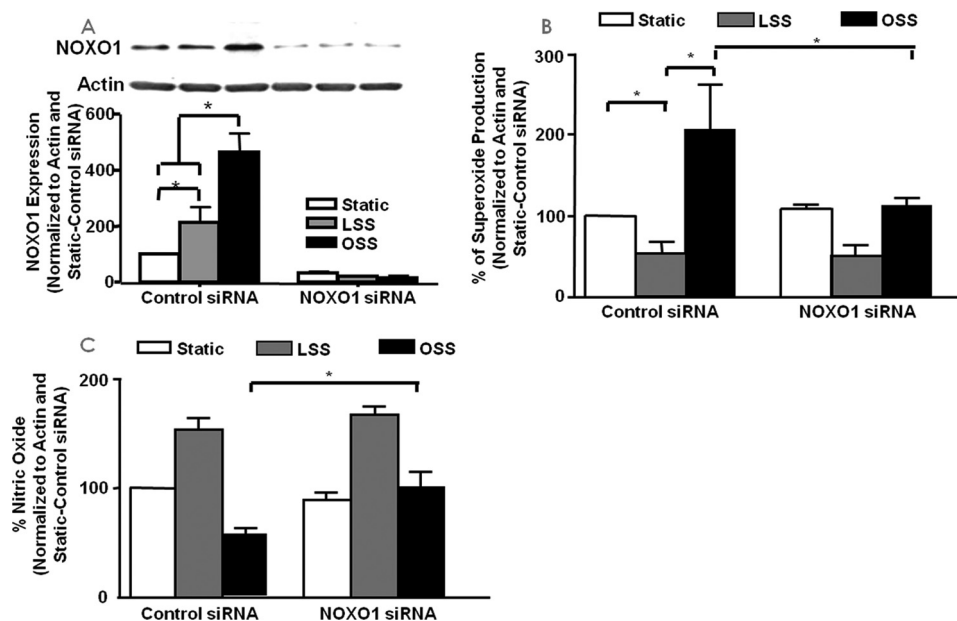 A
NOXO1
Actin
NOXO1 Expression
(Normalized to Actin and
Static-Control siRNA)
600
400
200
0
*
*
Static
LSS
OSS
Control siRNA
NOXO1 siRNA
B
Static
LSS
OSS
% of Superoxide Production
(Normalized to Actin and
Static-Control siRNA)
300
200
100
0
*
*
*
Control siRNA
NOXO1 siRNA
C
Static
LSS
OSS
% Nitric Oxide
(Normalized to Actin and
Static-Control siRNA)
200
100
0
*
Control siRNA
NOXO1 siRNA